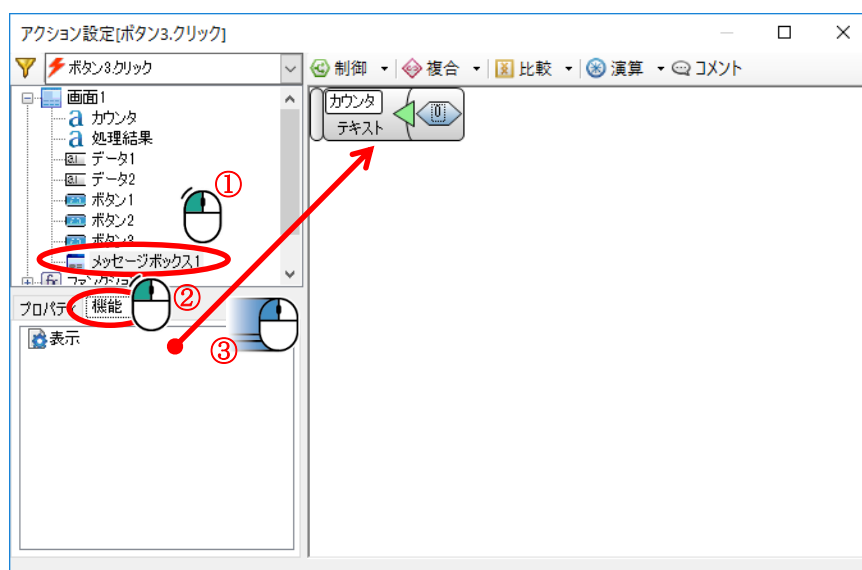 アクション設定[ボタン3.クリック]
ボタン3.クリック
制御 複合 比較 演算 コメント
画面1
カウンタ
処理結果
データ1
データ2
ボタン1
ボタン2
ボタン3
メッセージボックス1
プロパティ 機能
表示
カウンタ
テキスト
0
①
②
③